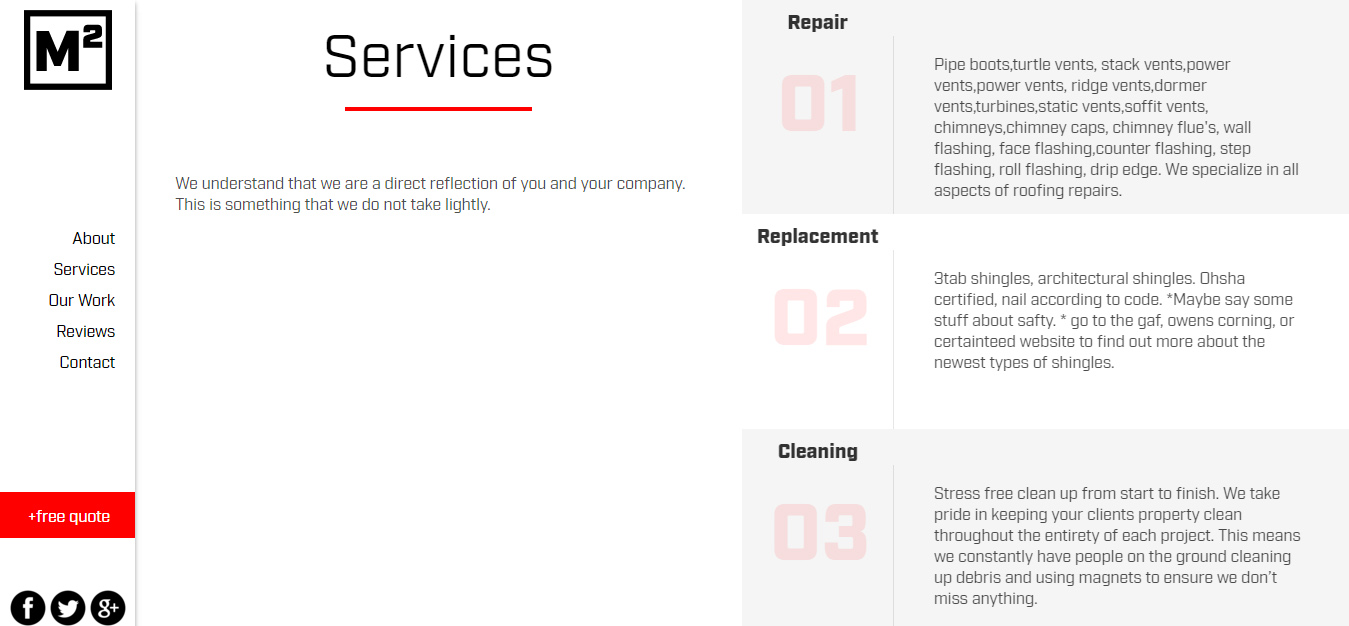 M²
About
Services
Our Work
Reviews
Contact
+free quote
f
g+
Services
We understand that we are a direct reflection of you and your company.
This is something that we do not take lightly.
Repair
01
Pipe boots,turtle vents, stack vents,power
vents,power vents, ridge vents,dormer
vents,turbines,static vents,soffit vents,
chimneys,chimney caps, chimney flue's, wall
flashing, face flashing,counter flashing, step
flashing, roll flashing, drip edge. We specialize in all
aspects of roofing repairs.
Replacement
02
3tab shingles, architectural shingles. Ohsha
certified, nail according to code. *Maybe say some
stuff about safty. * go to the gaf, owens corning, or
certainteed website to find out more about the
newest types of shingles.
Cleaning
03
Stress free clean up from start to finish. We take
pride in keeping your clients property clean
throughout the entirety of each project. This means
we constantly have people on the ground cleaning
up debris and using magnets to ensure we don't
miss anything.